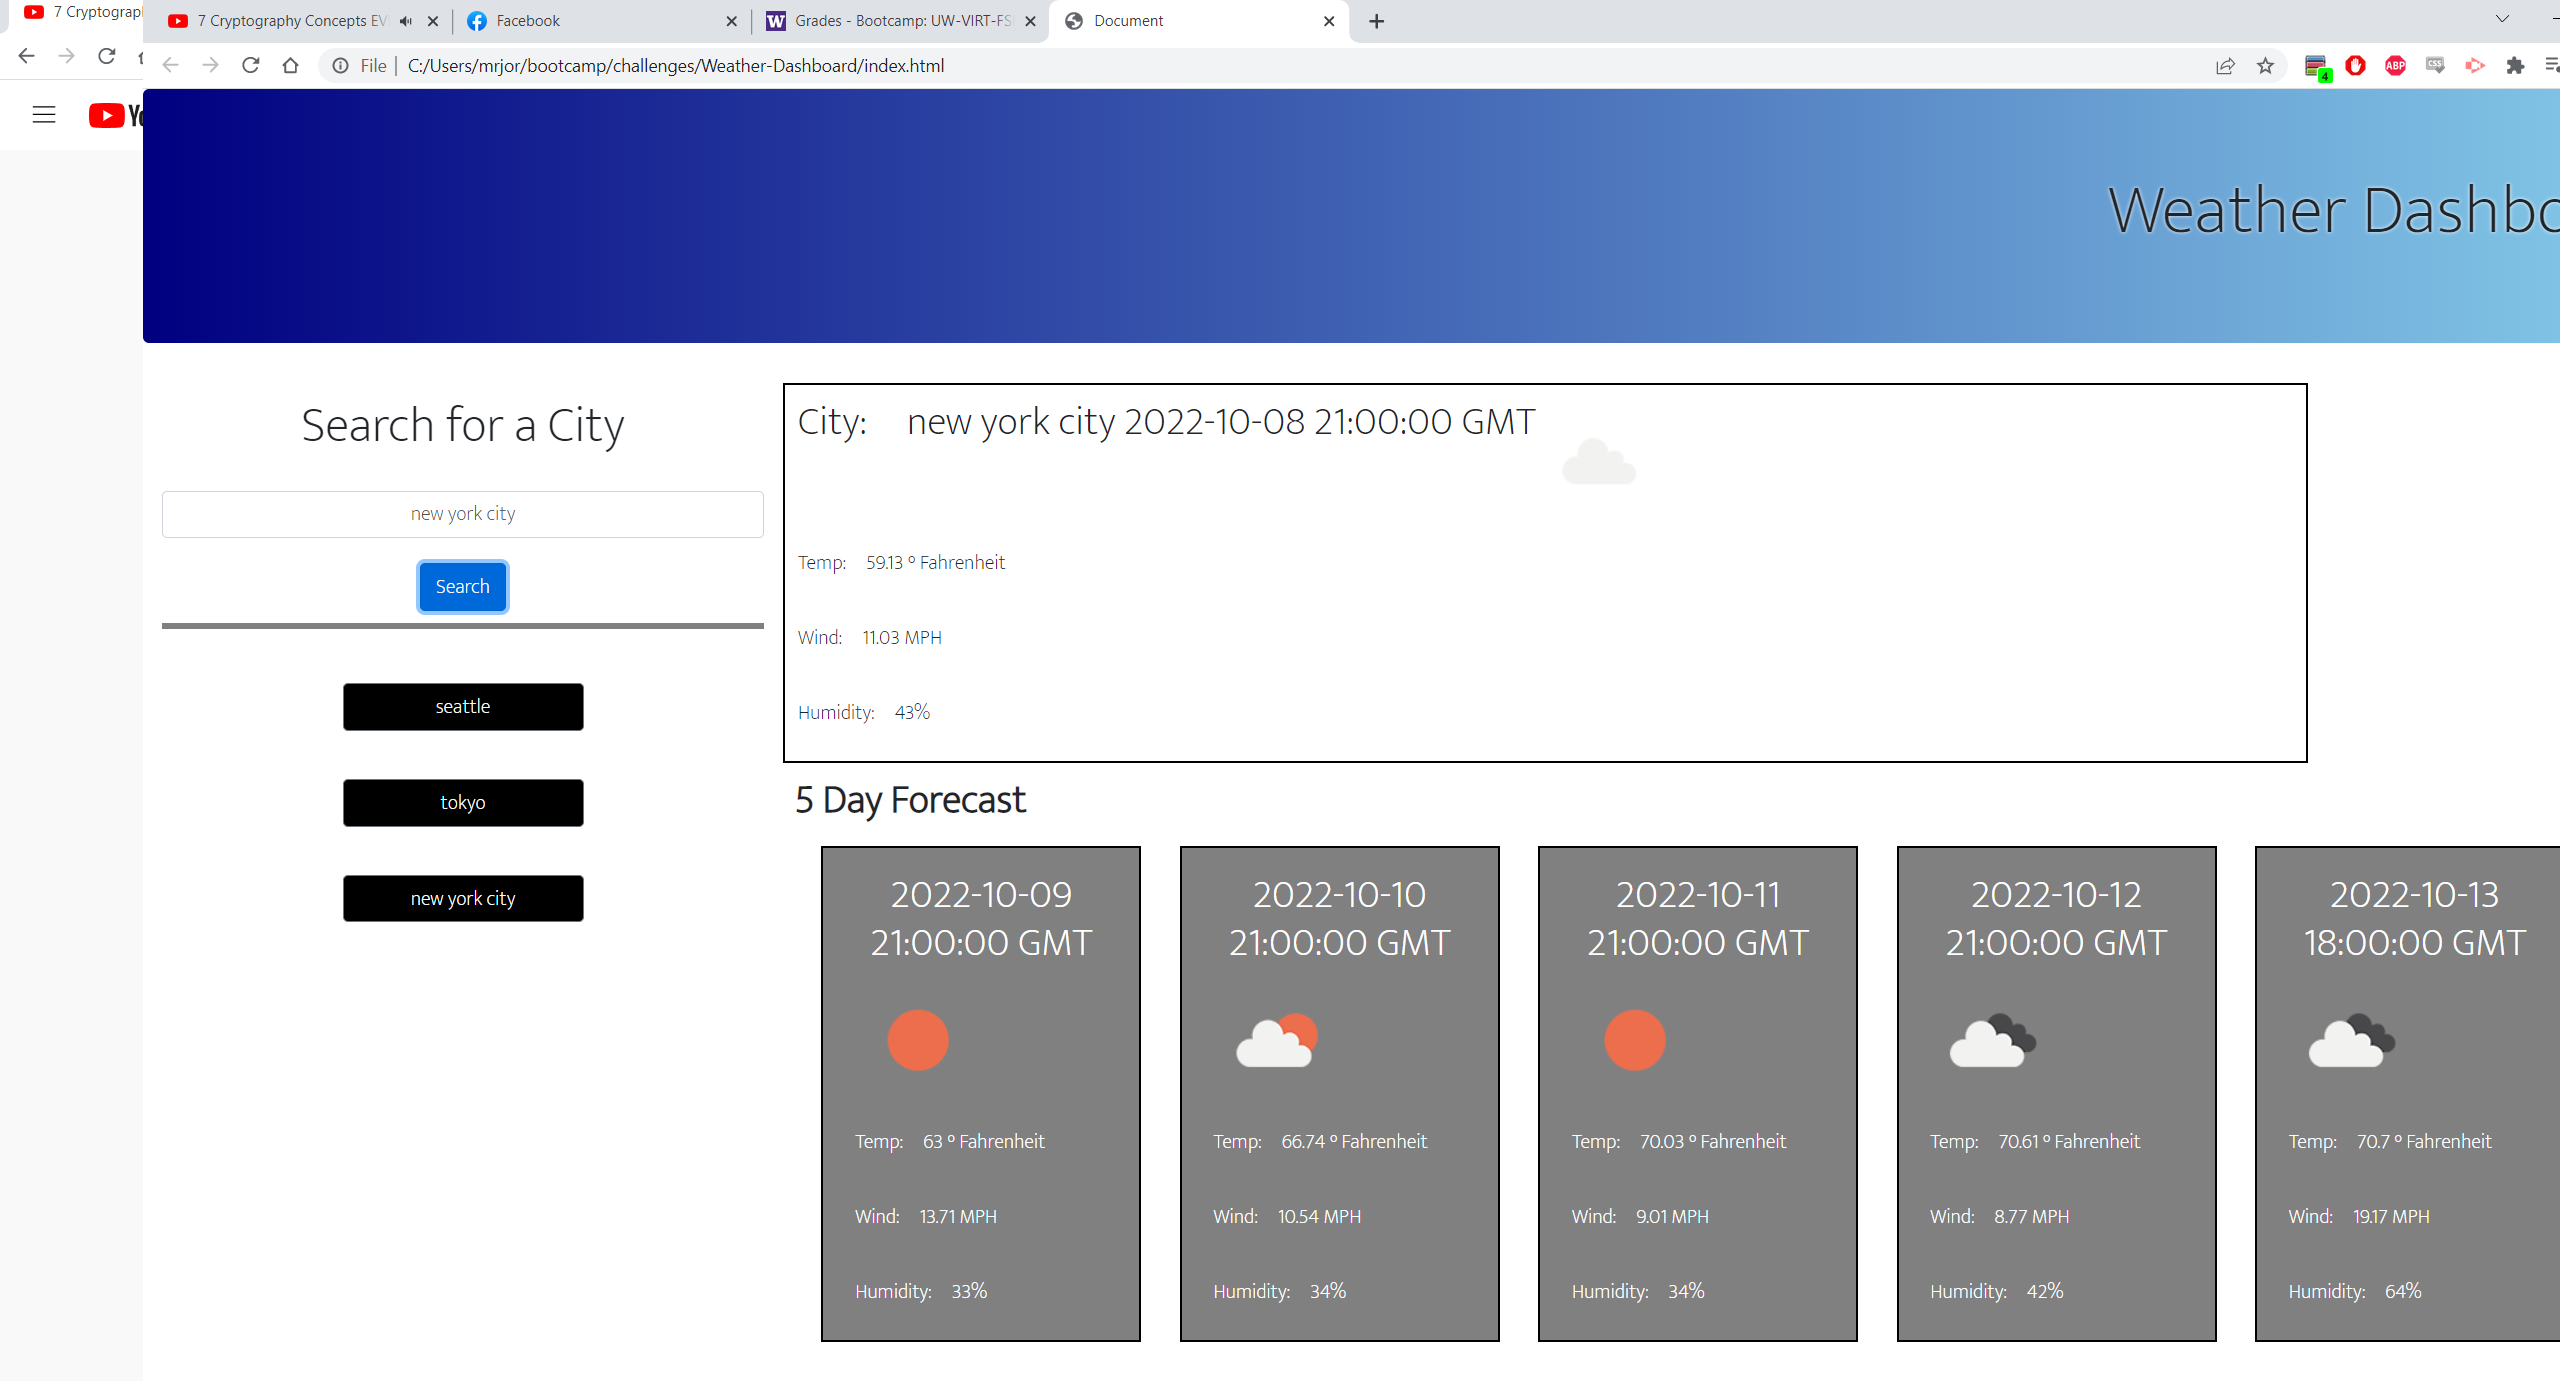 7 Cryptograp
7 Cryptography Concepts EV
Facebook
Grades - Bootcamp: UW-VIRT-FS
Document
File
C:/Users/mrjor/bootcamp/challenges/Weather-Dashboard/index.html
4
ABP
CSS
Weather Dashbo
Search for a City
new york city
Search
seattle
tokyo
new york city
City: new york city 2022-10-08 21:00:00 GMT
Temp: 59.13 º Fahrenheit
Wind: 11.03 MPH
Humidity: 43%
5 Day Forecast
2022-10-09
21:00:00 GMT
Temp: 63 º Fahrenheit
Wind: 13.71 MPH
Humidity: 33%
2022-10-10
21:00:00 GMT
Temp: 66.74 º Fahrenheit
Wind: 10.54 MPH
Humidity: 34%
2022-10-11
21:00:00 GMT
Temp: 70.03 º Fahrenheit
Wind: 9.01 MPH
Humidity: 34%
2022-10-12
21:00:00 GMT
Temp: 70.61 º Fahrenheit
Wind: 8.77 MPH
Humidity: 42%
2022-10-13
18:00:00 GMT
Temp: 70.7 º Fahrenheit
Wind: 19.17 MPH
Humidity: 64%